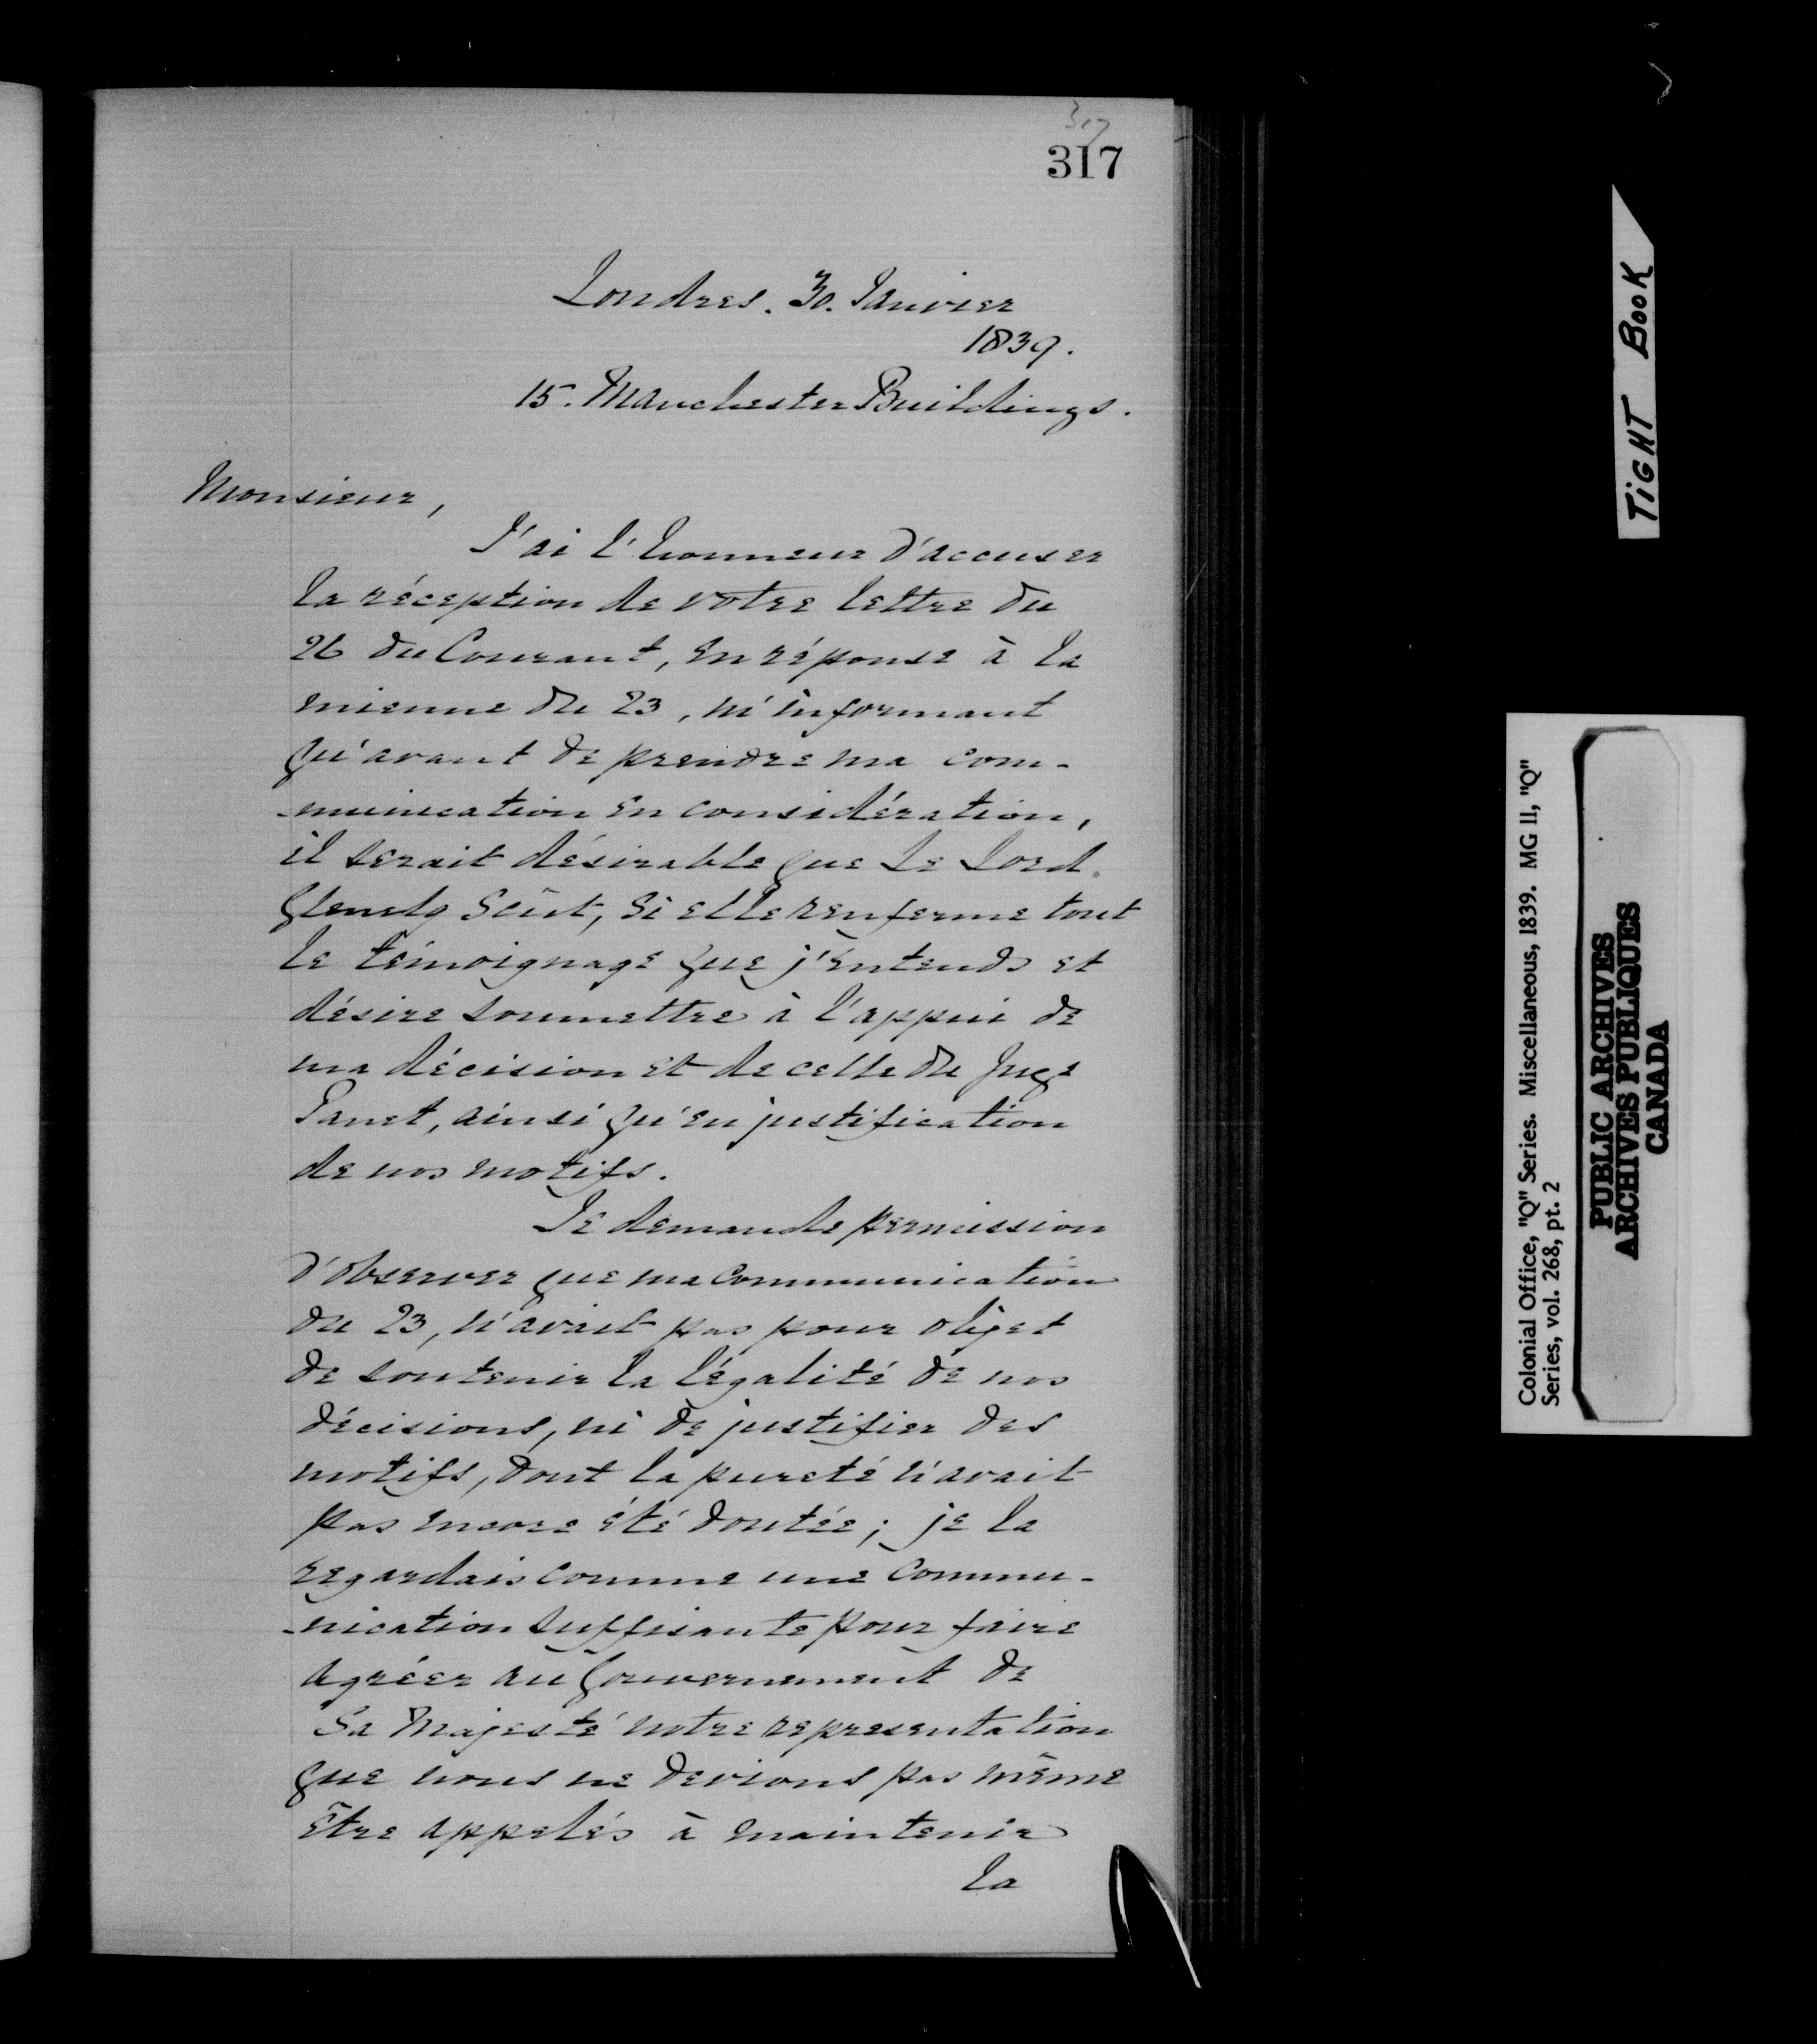 317
317
Londres. 30. Janvier
1839.
15. Manchester Buildings.
Monsieur,
J'ai l'honneur d'accuser
la réception de votre lettre du
26 du Courant, en réponse à la
mienne du 23, m'informant
qu'avant de prendre ma com-
-munication en considération,
il serait désirable que Le Lord
Glenelg Scût, Si elle renferme tout
le témoignage que j'entends et
désire soumettre à l'appui de
ma décision et de celle du Juge
Panet, ainsi qu'en justification
de nos motifs.
Je demande permission
d'observer que ma Communication
du 23, n'avait pas pour objet
de soutenir la légalité de nos
décisions, ni de justifier des
motifs, dont la pureté n'avait
pas encore été doutée; je la
regardais comme une commu-
-nication suffisante pour faire
agréer au Gouvernement de
Sa Majesté notre representation
que nous ne devions pas même
être appelés à maintenir
la
TIGHT BOOK
Colonial Office, "Q" Series. Miscellaneous, 1839. MG 11, "Q"
Series, vol. 268, pt. 2
PUBLIC ARCHIVES
ARCHIVES PUBLIQUES
CANADA